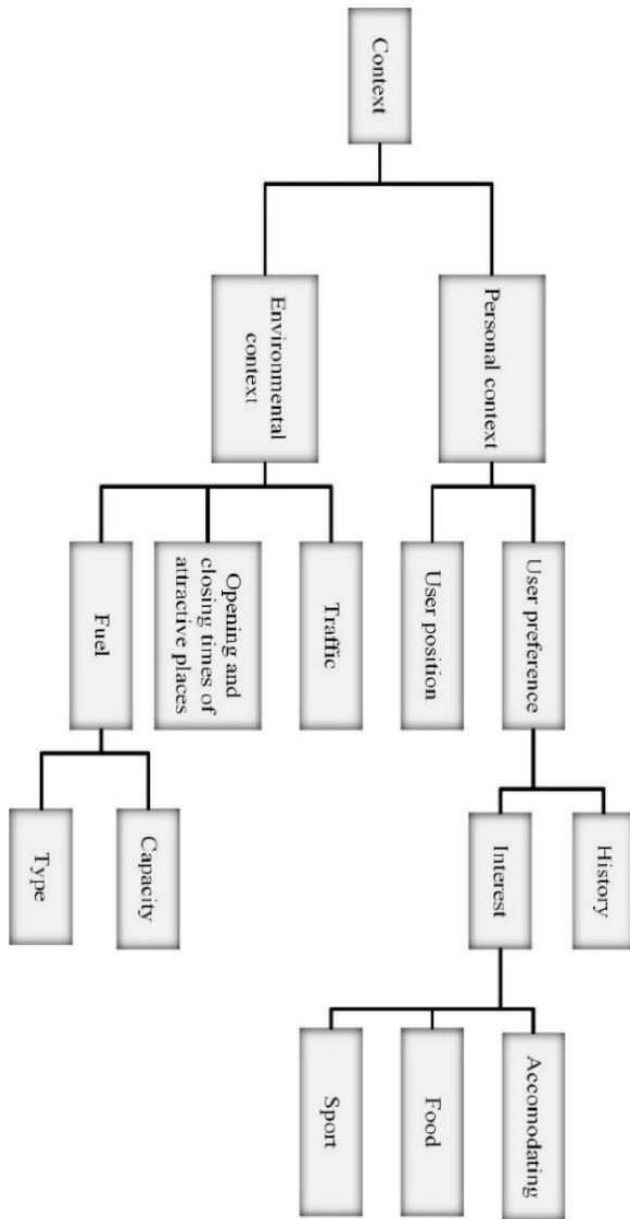 Context
Personal context
Environmental
context
User preference
User position
Traffic
Opening and
closing times of
attractive places
Fuel
History
Interest
Capacity
Type
Accomodating
Food
Sport